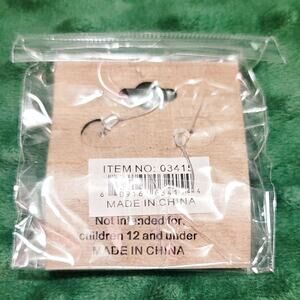 ITEM NO: 03415
MADE IN CHINA
Not intended for
children 12 and under
MADE IN CHINA